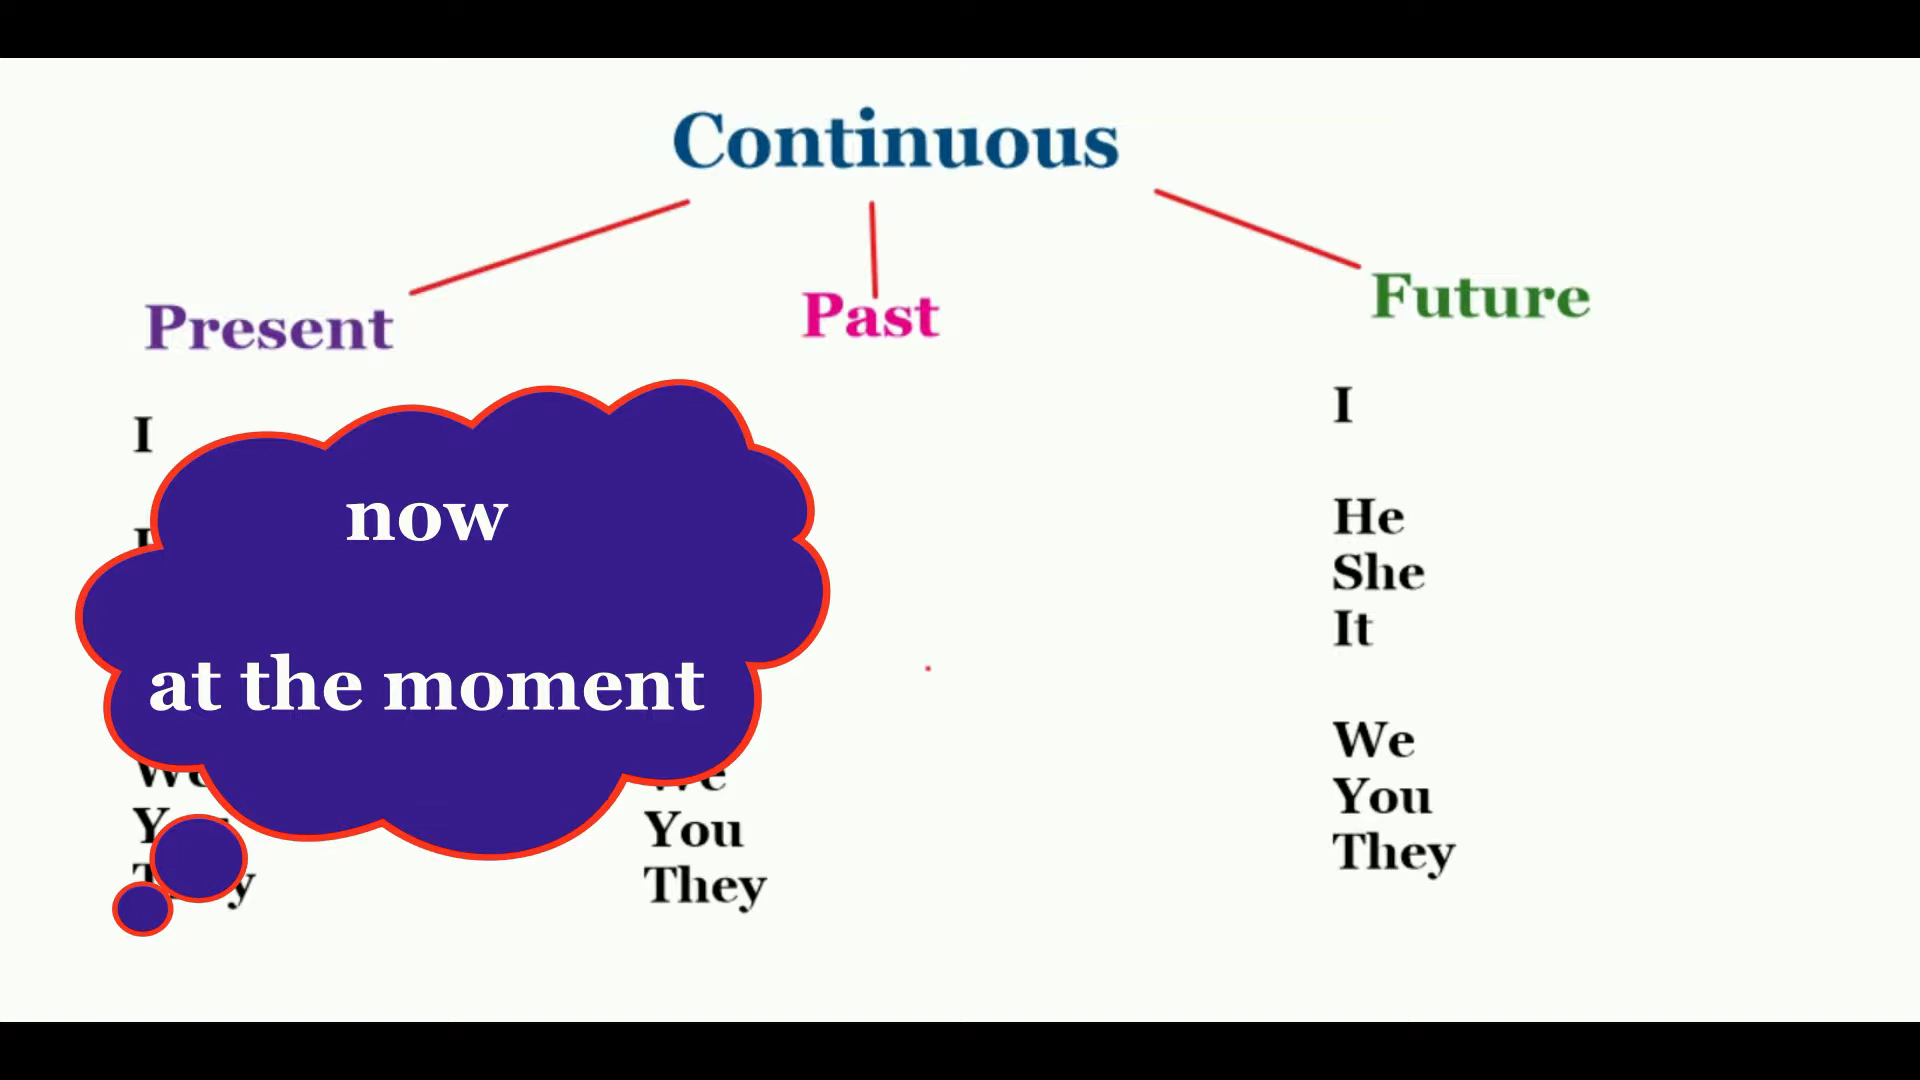 Continuous
Present
Past
Future
I
now
at the moment
You
They
I
He
She
It
We
You
They